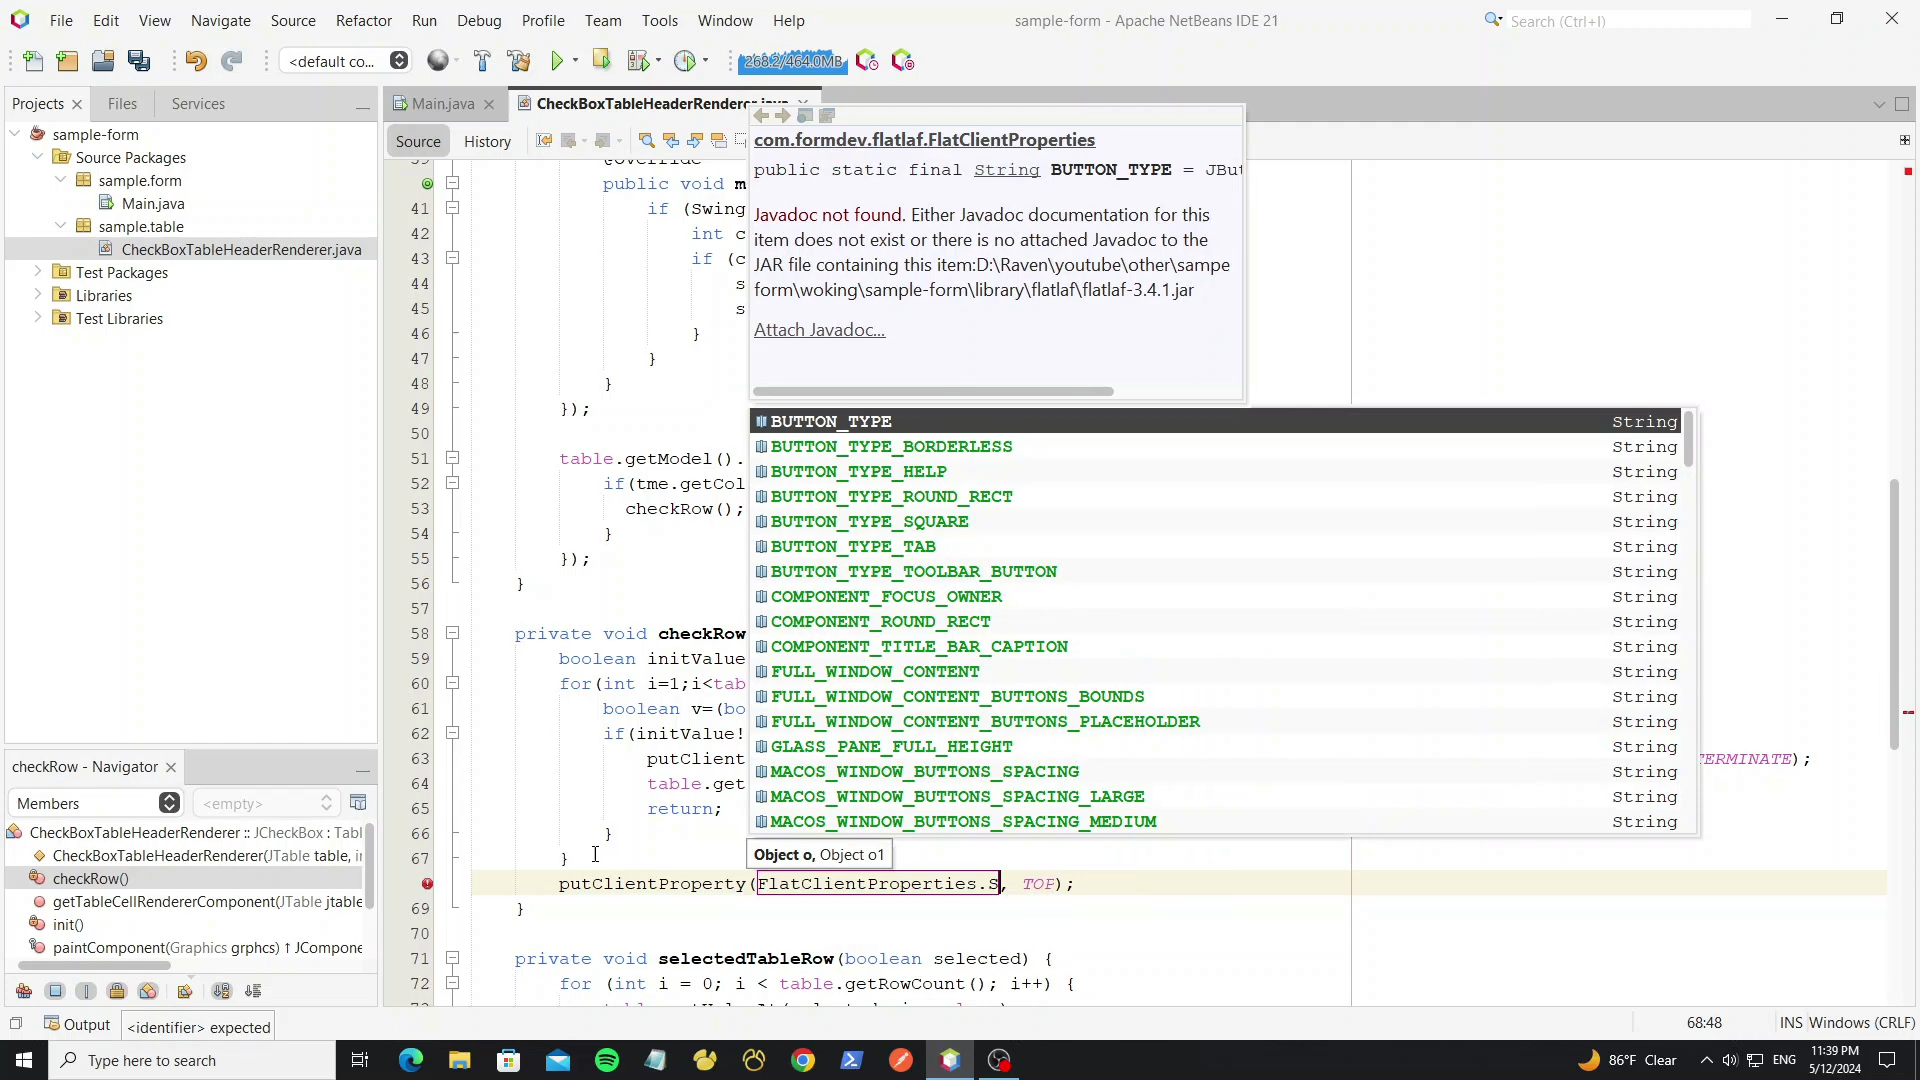 File Edit View Navigate Source Refactor Run Debug Profile Team Tools Window Help
sample-form - Apache NetBeans IDE 21
Search (Ctrl+I)
<default co...
268.2/464.0MB
Projects Files Services
Main.java
CheckBoxTableHeaderRenderer.java
Source History
sample-form
Source Packages
sample.form
Main.java
sample.table
CheckBoxTableHeaderRenderer.java
Test Packages
Libraries
Test Libraries
@Override
public void m
41 if (Swing
42 int c
43 if (c
44 s
45 s
46 }
47 }
48 }
49 });
50
51 table.getModel().
52 if(tme.getCol
53 checkRow();
54 }
55 });
56 }
57
58 private void checkRow
59 boolean initValue
60 for(int i=1;i<tab
61 boolean v=(bo
62 if(initValue!
63 putClient TERMINATE);
64 table.get
65 return;
66 }
67 }
putClientProperty(FlatClientProperties.S, TOP);
69 }
70
71 private void selectedTableRow(boolean selected) {
72 for (int i = 0; i < table.getRowCount(); i++) {
com.formdev.flatlaf.FlatClientProperties
public static final String BUTTON_TYPE = JBut
Javadoc not found. Either Javadoc documentation for this
item does not exist or there is no attached Javadoc to the
JAR file containing this item:D:\Raven\youtube\other\sampe
form\woking\sample-form\library\flatlaf\flatlaf-3.4.1.jar
Attach Javadoc...
BUTTON_TYPE String
BUTTON_TYPE_BORDERLESS String
BUTTON_TYPE_HELP String
BUTTON_TYPE_ROUND_RECT String
BUTTON_TYPE_SQUARE String
BUTTON_TYPE_TAB String
BUTTON_TYPE_TOOLBAR_BUTTON String
COMPONENT_FOCUS_OWNER String
COMPONENT_ROUND_RECT String
COMPONENT_TITLE_BAR_CAPTION String
FULL_WINDOW_CONTENT String
FULL_WINDOW_CONTENT_BUTTONS_BOUNDS String
FULL_WINDOW_CONTENT_BUTTONS_PLACEHOLDER String
GLASS_PANE_FULL_HEIGHT String
MACOS_WINDOW_BUTTONS_SPACING String
MACOS_WINDOW_BUTTONS_SPACING_LARGE String
MACOS_WINDOW_BUTTONS_SPACING_MEDIUM String
Object o, Object o1
checkRow - Navigator
Members <empty>
CheckBoxTableHeaderRenderer :: JCheckBox : Tabl
CheckBoxTableHeaderRenderer(JTable table, in
checkRow()
getTableCellRendererComponent(JTable jtable
init()
paintComponent(Graphics grphcs) ↑ JCompone
Output
<identifier> expected
68:48
INS Windows (CRLF)
Type here to search
86°F Clear
ENG
11:39 PM
5/12/2024